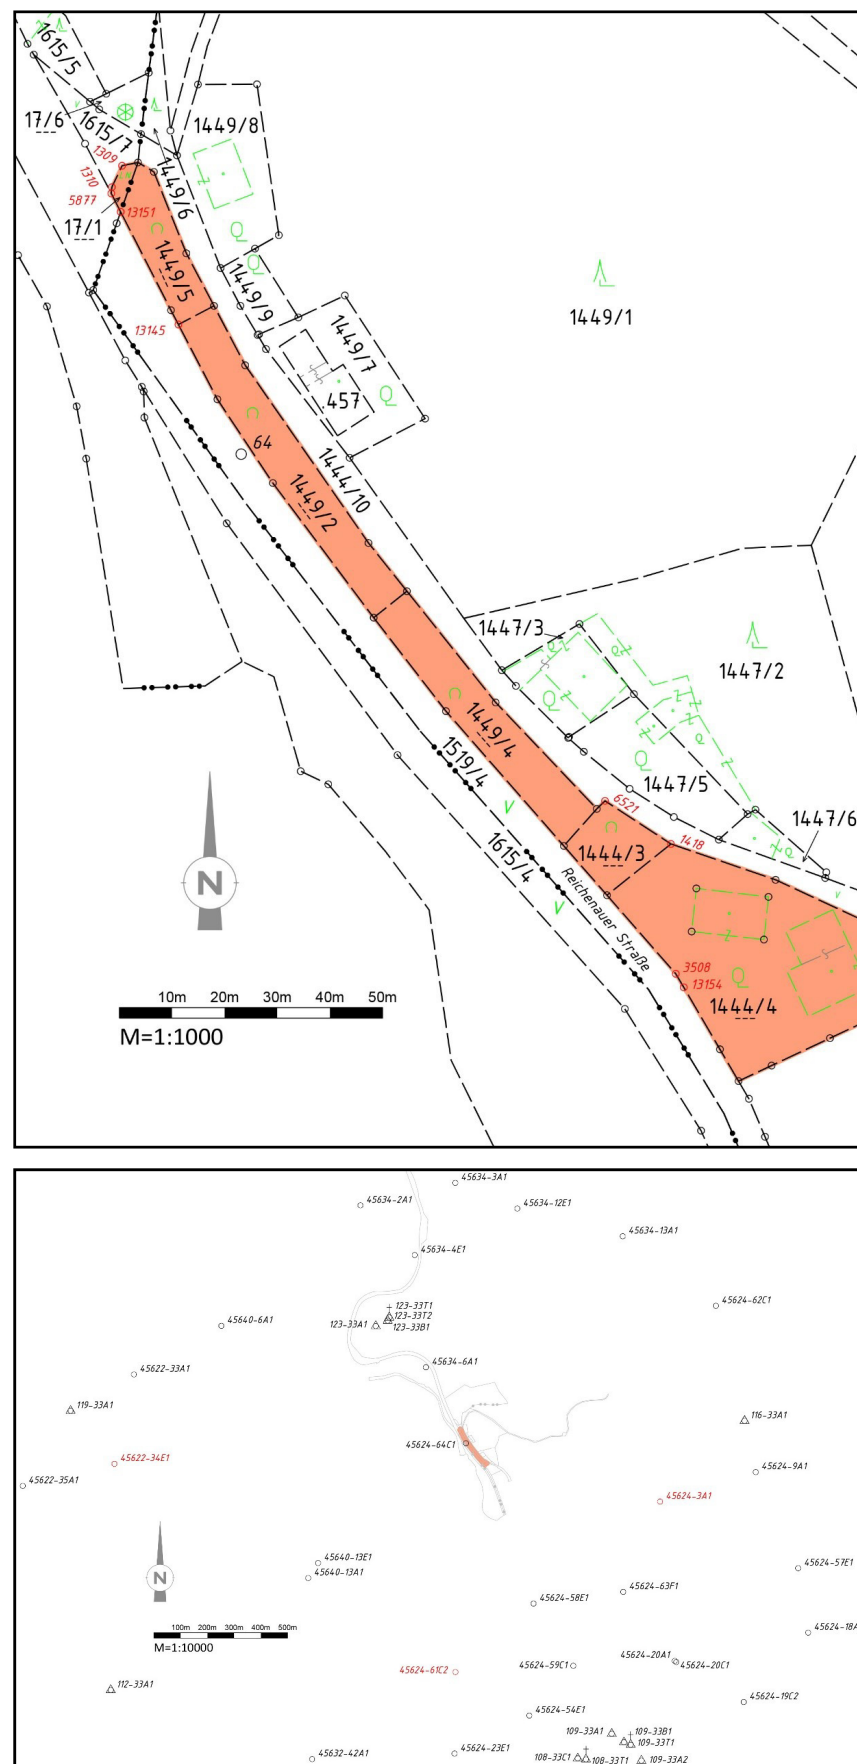 1615/5
17/6
1615/7
1449/8
1309
1310
5877
1449/6
13151
17/1
1449/5
1449/9
13145
1449/7
1449/1
.457
64
1444/10
1449/2
1447/3
1447/2
1449/4
1519/4
1447/5
6521
1447/6
1418
1615/4
1444/3
Reichenauer Straße
3508
13154
1444/4
N
10m 20m 30m 40m 50m
M=1:1000
45634-3A1
45634-2A1
45634-12E1
45634-13A1
45634-4E1
45624-62C1
123-33T1
123-33T2
123-33A1
123-33B1
45640-6A1
45634-6A1
45622-33A1
119-33A1
116-33A1
45624-64C1
45622-34E1
45624-9A1
45622-35A1
45624-3A1
45640-13E1
45640-13A1
45624-57E1
N
45624-63F1
45624-58E1
100m 200m 300m 400m 500m
M=1:10000
45624-18A
45624-20A1
45624-20C1
45624-59C1
45624-61C2
112-33A1
45624-19C2
45624-54E1
109-33A1
109-33B1
109-33T1
45624-23E1
45632-42A1
108-33C1
108-33T1
109-33A2